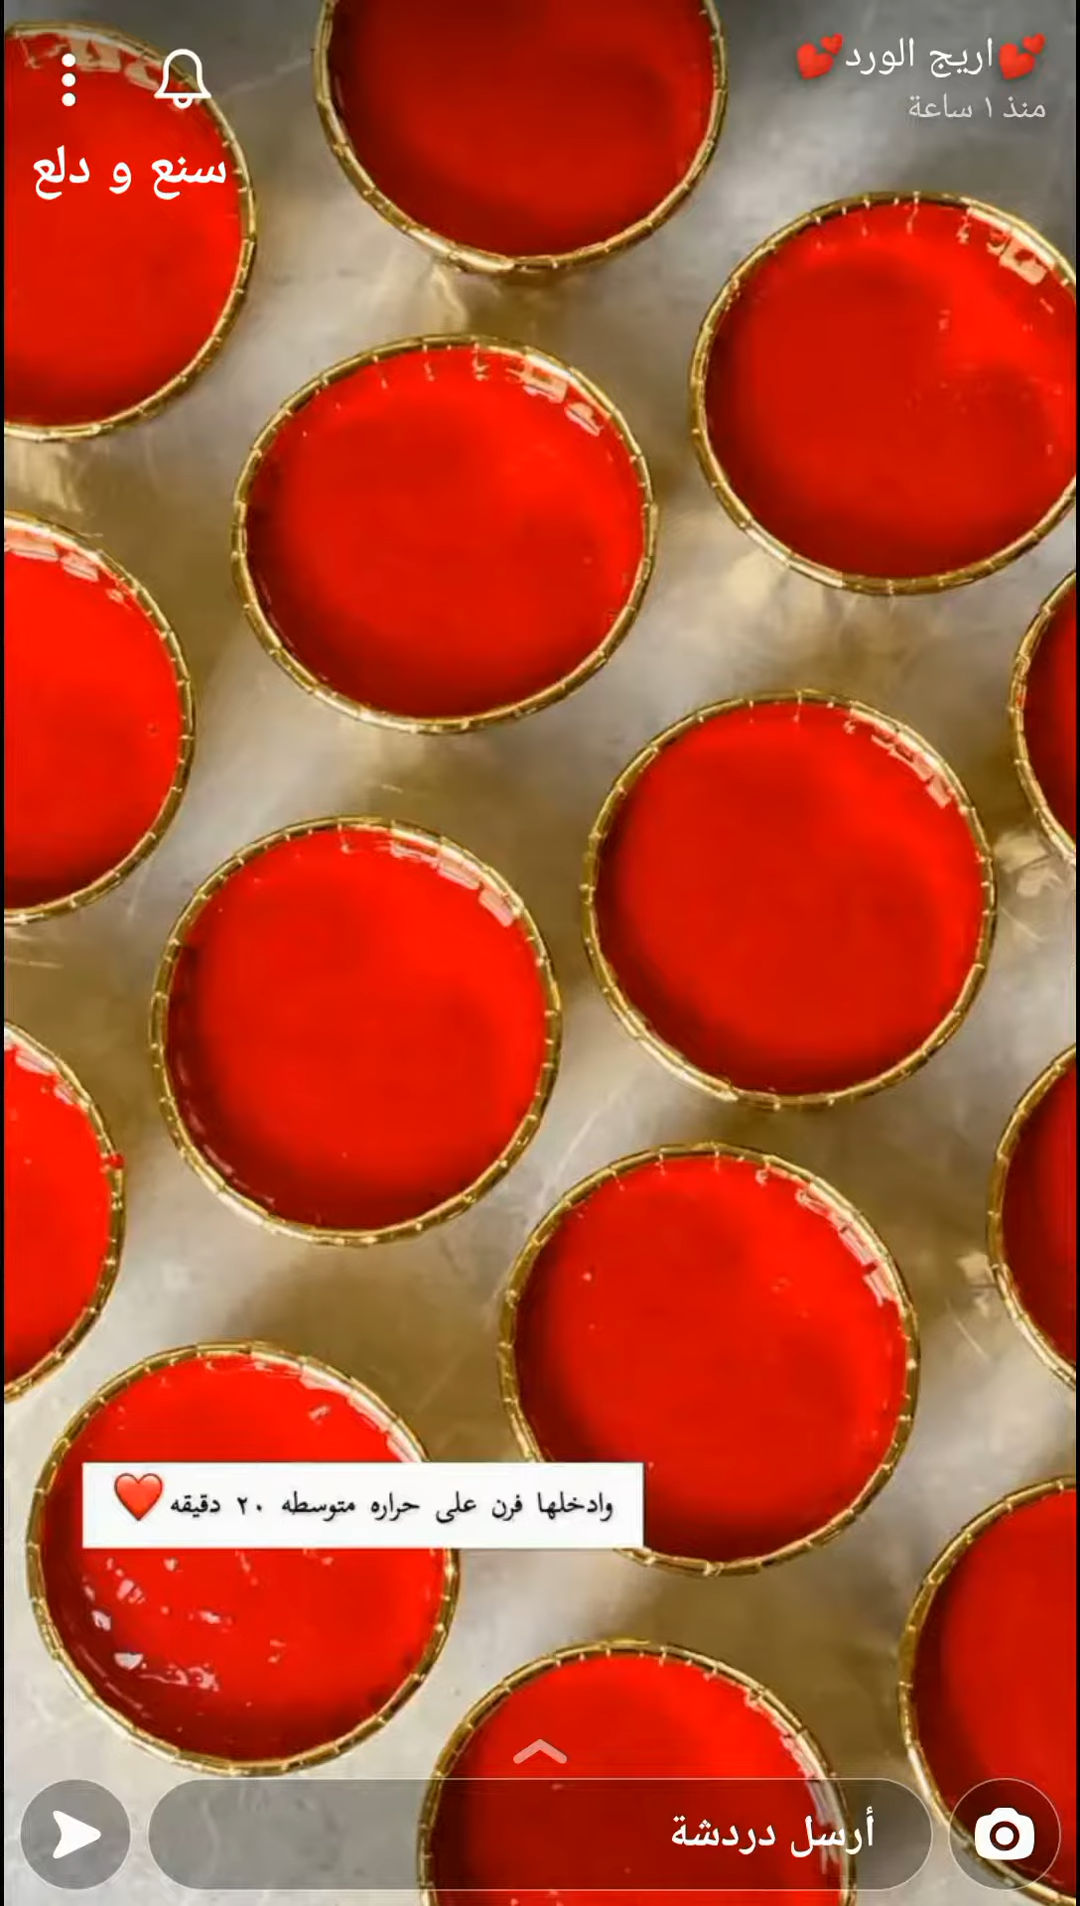 💕اريج الورد💕
منذ ١ ساعة
سنع و دلع
وادخلها فرن على حراره متوسطه ٢٠ دقيقه ❤️
أرسل دردشة